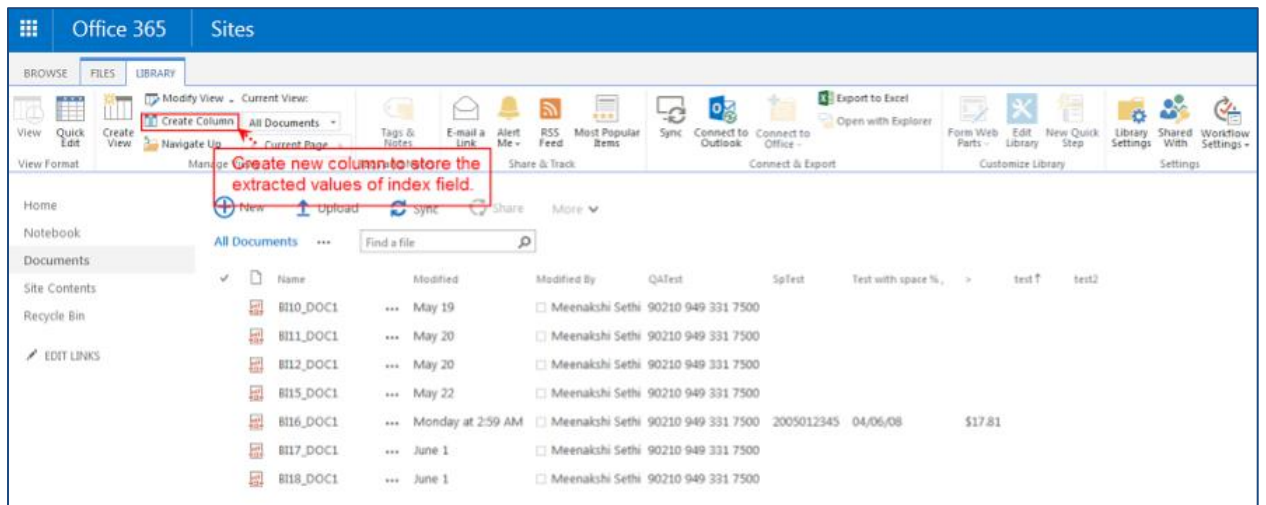 Office 365 Sites
BROWSE FILES LIBRARY
Modify View Current View: Export to Excel
Create Column All Documents Open with Explorer
View Quick Edit Create View Navigate Up Current Page Tags & Notes E-mail a Link Alert Me RSS Feed Most Popular Items Sync Connect to Outlook Connect to Office Form Web Parts Edit Library New Quick Step Library Settings Shared With Workflow Settings
View Format Share & Track Connect & Export Customize Library Settings
Create new column to store the
extracted values of index field.
Home
Notebook
Documents
Site Contents
Recycle Bin
EDIT LINKS
New Upload Sync Share More
All Documents ... Find a file
Name Modified Modified By QATest SpTest Test with space %, > test test2
BI10_DOC1 ... May 19 Meenakshi Sethi 90210 949 331 7500
BI11_DOC1 ... May 20 Meenakshi Sethi 90210 949 331 7500
BI12_DOC1 ... May 20 Meenakshi Sethi 90210 949 331 7500
BI15_DOC1 ... May 22 Meenakshi Sethi 90210 949 331 7500
BI16_DOC1 ... Monday at 2:59 AM Meenakshi Sethi 90210 949 331 7500 2005012345 04/06/08 $17.81
BI17_DOC1 ... June 1 Meenakshi Sethi 90210 949 331 7500
BI18_DOC1 ... June 1 Meenakshi Sethi 90210 949 331 7500